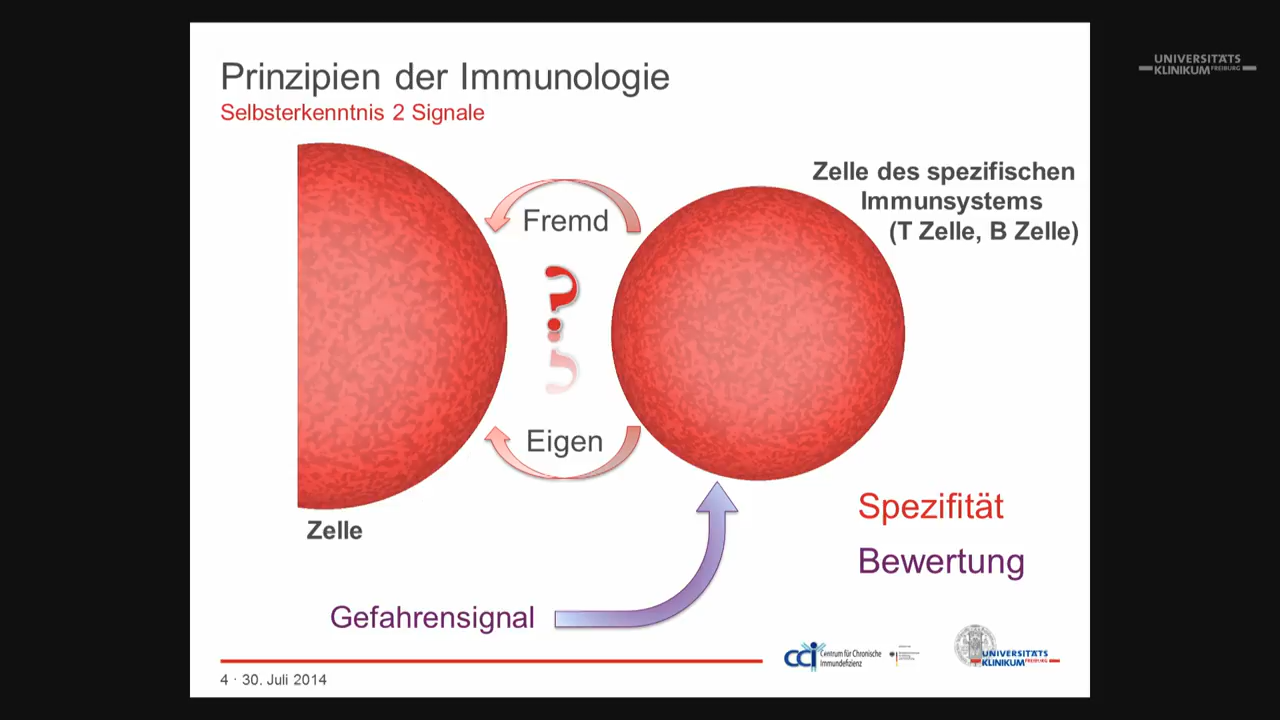 UNIVERSITÄTS
KLINIKUM FREIBURG
Prinzipien der Immunologie
Selbsterkenntnis 2 Signale
Zelle des spezifischen
Immunsystems
(T Zelle, B Zelle)
Fremd
?
Eigen
Zelle
Spezifität
Bewertung
Gefahrensignal
cci Centrum für Chronische
Immundefizienz
UNIVERSITÄTS
KLINIKUM FREIBURG
4 · 30. Juli 2014